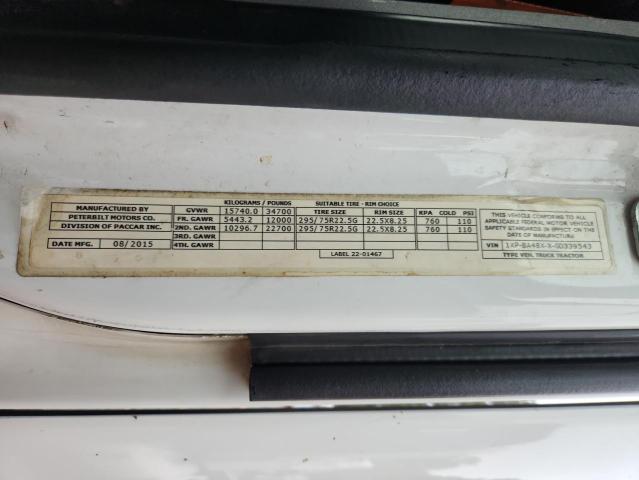 KILOGRAMS / POUNDS SUITABLE TIRE - RIM CHOICE
MANUFACTURED BY GVWR 15740.0 34700 TIRE SIZE RIM SIZE KPA COLD PSI
PETERBILT MOTORS CO. FR. GAWR 5443.2 12000 295/75R22.5G 22.5X8.25 760 110
DIVISION OF PACCAR INC. 2ND. GAWR 10296.7 22700 295/75R22.5G 22.5X8.25 760 110
3RD. GAWR
DATE MFG. 08/2015 4TH. GAWR
LABEL 22-01467
THIS VEHICLE CONFORMS TO ALL
APPLICABLE FEDERAL MOTOR VEHICLE
SAFETY STANDARDS IN EFFECT ON THE
DATE OF MANUFACTURE
VIN 1XP-BA48X-X-GD339543
TYPE VEH. TRUCK TRACTOR